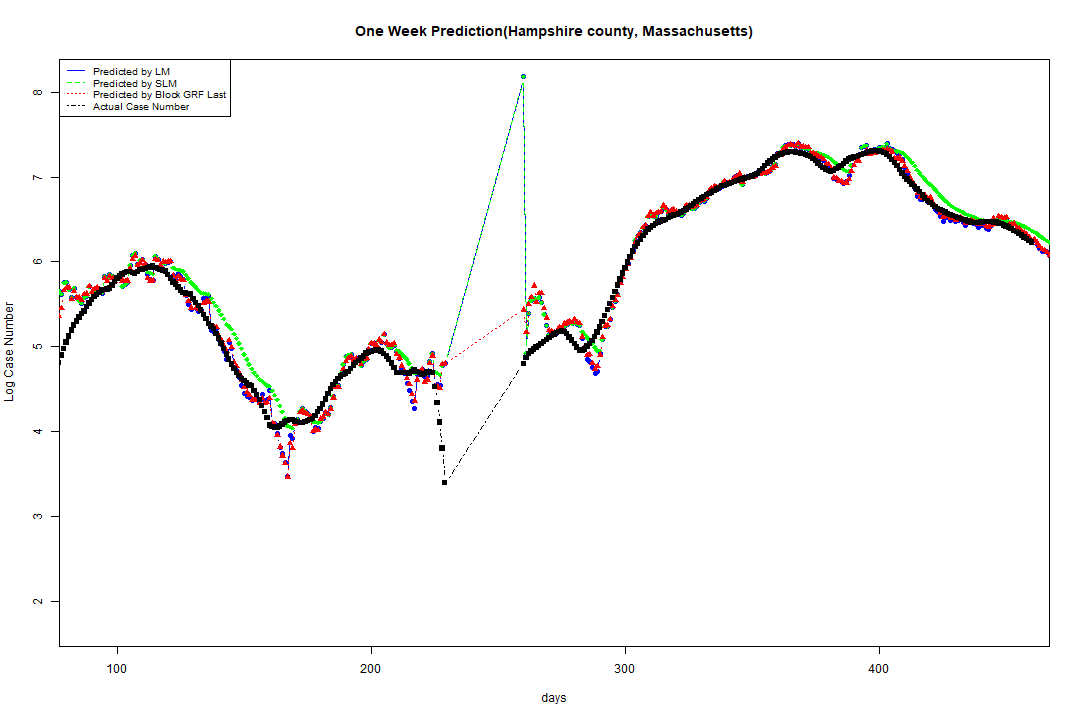 One Week Prediction(Hampshire county, Massachusetts)
Predicted by LM
Predicted by SLM
Predicted by Block GRF Last
Actual Case Number
8
7
6
5
4
3
2
Log Case Number
100 200 300 400
days